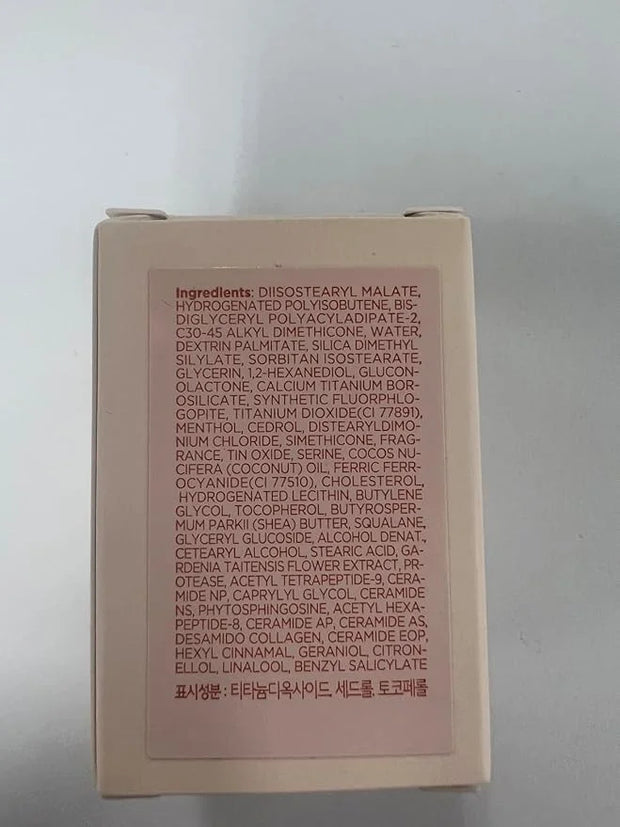 Ingredients: DIISOSTEARYL MALATE,
HYDROGENATED POLYISOBUTENE, BIS-
DIGLYCERYL POLYACYLADIPATE-2,
C30-45 ALKYL DIMETHICONE, WATER,
DEXTRIN PALMITATE, SILICA DIMETHYL
SILYLATE, SORBITAN ISOSTEARATE,
GLYCERIN, 1,2-HEXANEDIOL, GLUCON-
OLACTONE, CALCIUM TITANIUM BOR-
OSILICATE, SYNTHETIC FLUORPHLO-
GOPITE, TITANIUM DIOXIDE(CI 77891),
MENTHOL, CEDROL, DISTEARYLDIMO-
NIUM CHLORIDE, SIMETHICONE, FRAG-
RANCE, TIN OXIDE, SERINE, COCOS NU-
CIFERA (COCONUT) OIL, FERRIC FERR-
OCYANIDE(CI 77510), CHOLESTEROL,
HYDROGENATED LECITHIN, BUTYLENE
GLYCOL, TOCOPHEROL, BUTYROSPER-
MUM PARKII (SHEA) BUTTER, SQUALANE,
GLYCERYL GLUCOSIDE, ALCOHOL DENAT.,
CETEARYL ALCOHOL, STEARIC ACID, GA-
RDENIA TAITENSIS FLOWER EXTRACT, PR-
OTEASE, ACETYL TETRAPEPTIDE-9, CERA-
MIDE NP, CAPRYLYL GLYCOL, CERAMIDE
NS, PHYTOSPHINGOSINE, ACETYL HEXA-
PEPTIDE-8, CERAMIDE AP, CERAMIDE AS,
DESAMIDO COLLAGEN, CERAMIDE EOP,
HEXYL CINNAMAL, GERANIOL, CITRON-
ELLOL, LINALOOL, BENZYL SALICYLATE
표시성분 : 티타늄디옥사이드, 세드롤, 토코페롤